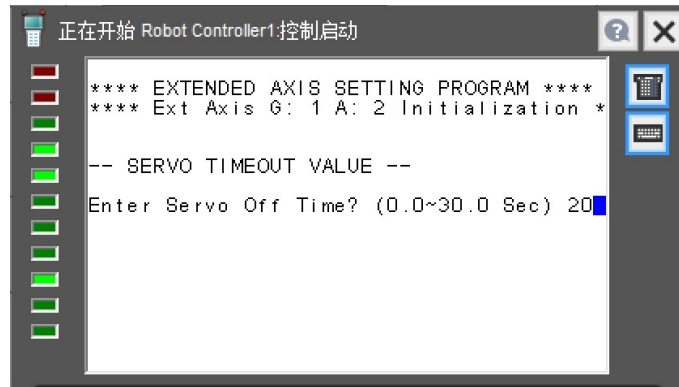 正在开始 Robot Controller1:控制启动
**** EXTENDED AXIS SETTING PROGRAM ****
**** Ext Axis G: 1 A: 2 Initialization *
-- SERVO TIMEOUT VALUE --
Enter Servo Off Time? (0.0~30.0 Sec) 20